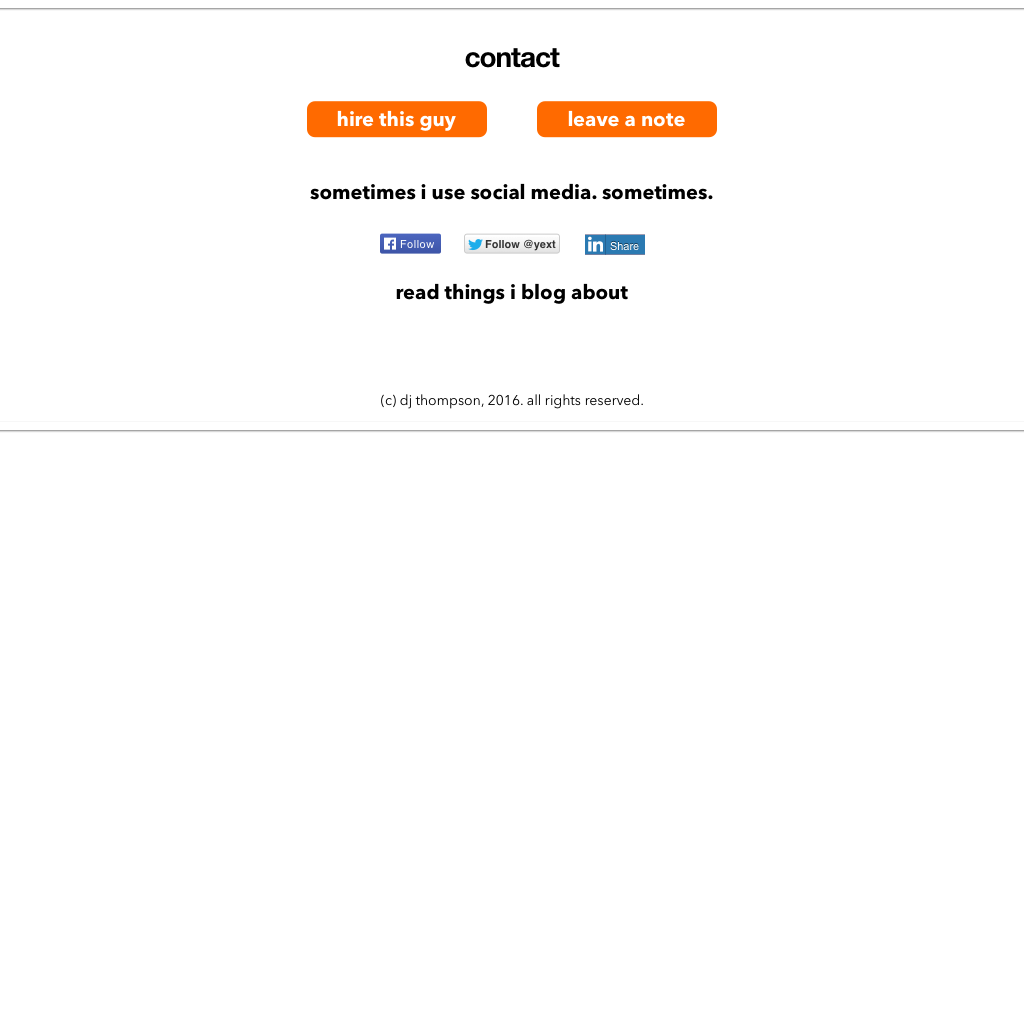 contact
hire this guy leave a note
sometimes i use social media. sometimes.
Follow Follow @yext in Share
read things i blog about
(c) dj thompson, 2016. all rights reserved.